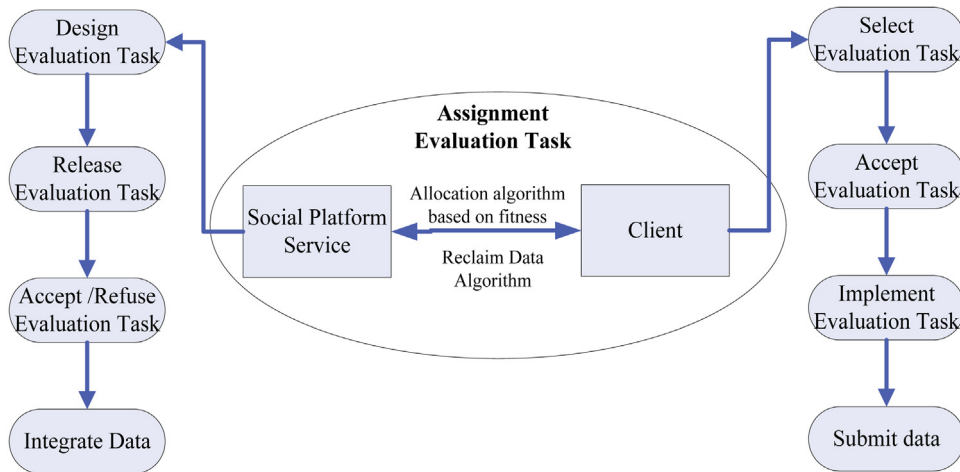 Design
Evaluation Task
Release
Evaluation Task
Accept /Refuse
Evaluation Task
Integrate Data
Assignment
Evaluation Task
Social Platform
Service
Allocation algorithm
based on fitness
Reclaim Data
Algorithm
Client
Select
Evaluation Task
Accept
Evaluation Task
Implement
Evaluation Task
Submit data